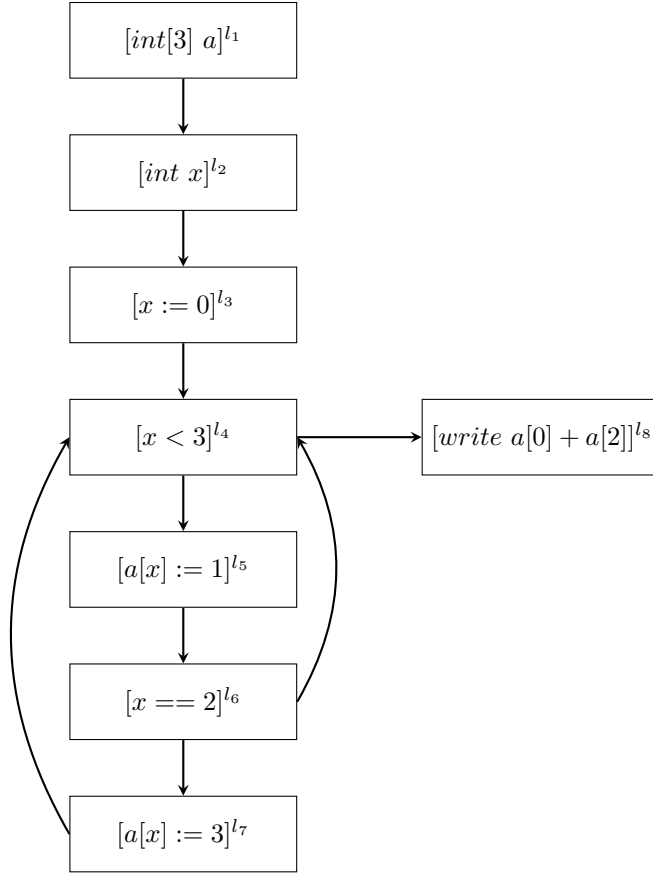 [int[3] a]^{l_1}
[int x]^{l_2}
[x := 0]^{l_3}
[x < 3]^{l_4}
[write a[0] + a[2]]^{l_8}
[a[x] := 1]^{l_5}
[x == 2]^{l_6}
[a[x] := 3]^{l_7}